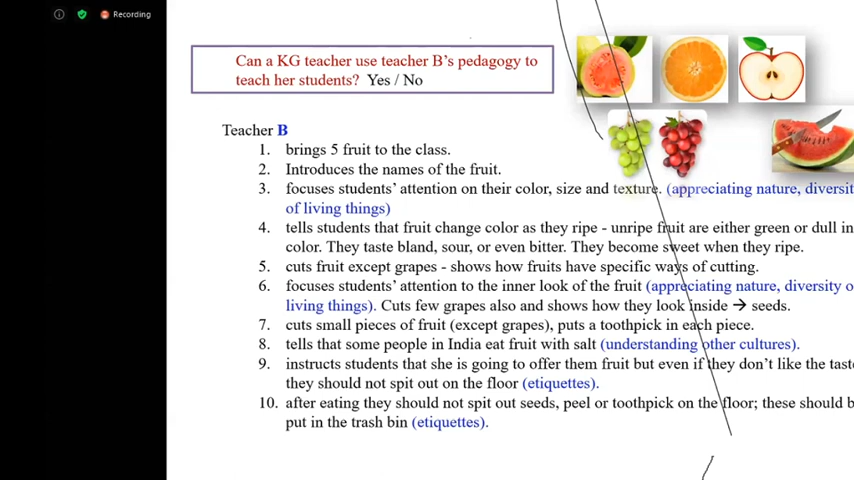 Recording
Can a KG teacher use teacher B's pedagogy to
teach her students? Yes / No
Teacher B
1. brings 5 fruit to the class.
2. Introduces the names of the fruit.
3. focuses students' attention on their color, size and texture. (appreciating nature,
of living things)
4. tells students that fruit change color as they ripe - unripe fruit are either green or dull in
color. They taste bland, sour, or even bitter. They become sweet when they ripe.
5. cuts fruit except grapes - shows how fruits have specific ways of cutting.
6. focuses students' attention to the inner look of the fruit (appreciating nature, diversity
living things). Cuts few grapes also and shows how they look inside → seeds.
7. cuts small pieces of fruit (except grapes), puts a toothpick in each piece.
8. tells that some people in India eat fruit with salt (understanding other cultures).
9. instructs students that she is going to offer them fruit but even if they don't like the
they should not spit out on the floor (etiquettes).
10. after eating they should not spit out seeds, peel or toothpick on the floor; these should
put in the trash bin (etiquettes).